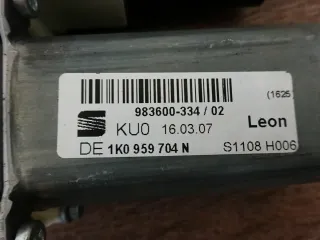 983600-334 / 02
(1625
KU0 16.03.07 Leon
DE 1K0 959 704 N S1108 H006